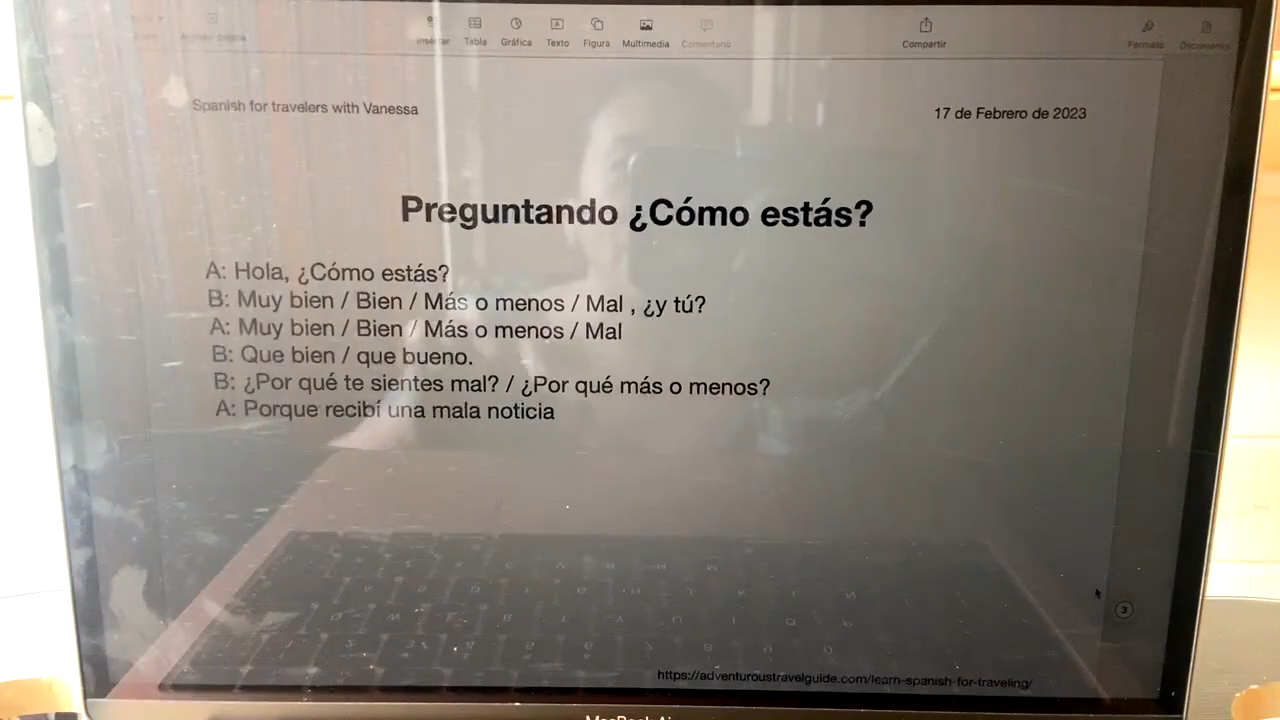 Insertar Tabla Gráfica Texto Figura Multimedia Comentario Compartir Formato Documento
Spanish for travelers with Vanessa
17 de Febrero de 2023
Preguntando ¿Cómo estás?
A: Hola, ¿Cómo estás?
B: Muy bien / Bien / Más o menos / Mal , ¿y tú?
A: Muy bien / Bien / Más o menos / Mal
B: Que bien / que bueno.
B: ¿Por qué te sientes mal? / ¿Por qué más o menos?
A: Porque recibí una mala noticia
3
https://adventuroustravelguide.com/learn-spanish-for-traveling/